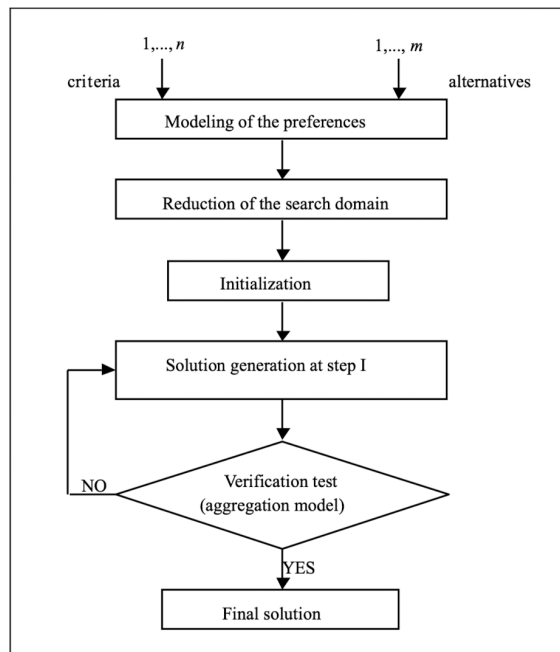 1,..., n
1,..., m
criteria
alternatives
Modeling of the preferences
Reduction of the search domain
Initialization
Solution generation at step I
Verification test
(aggregation model)
NO
YES
Final solution